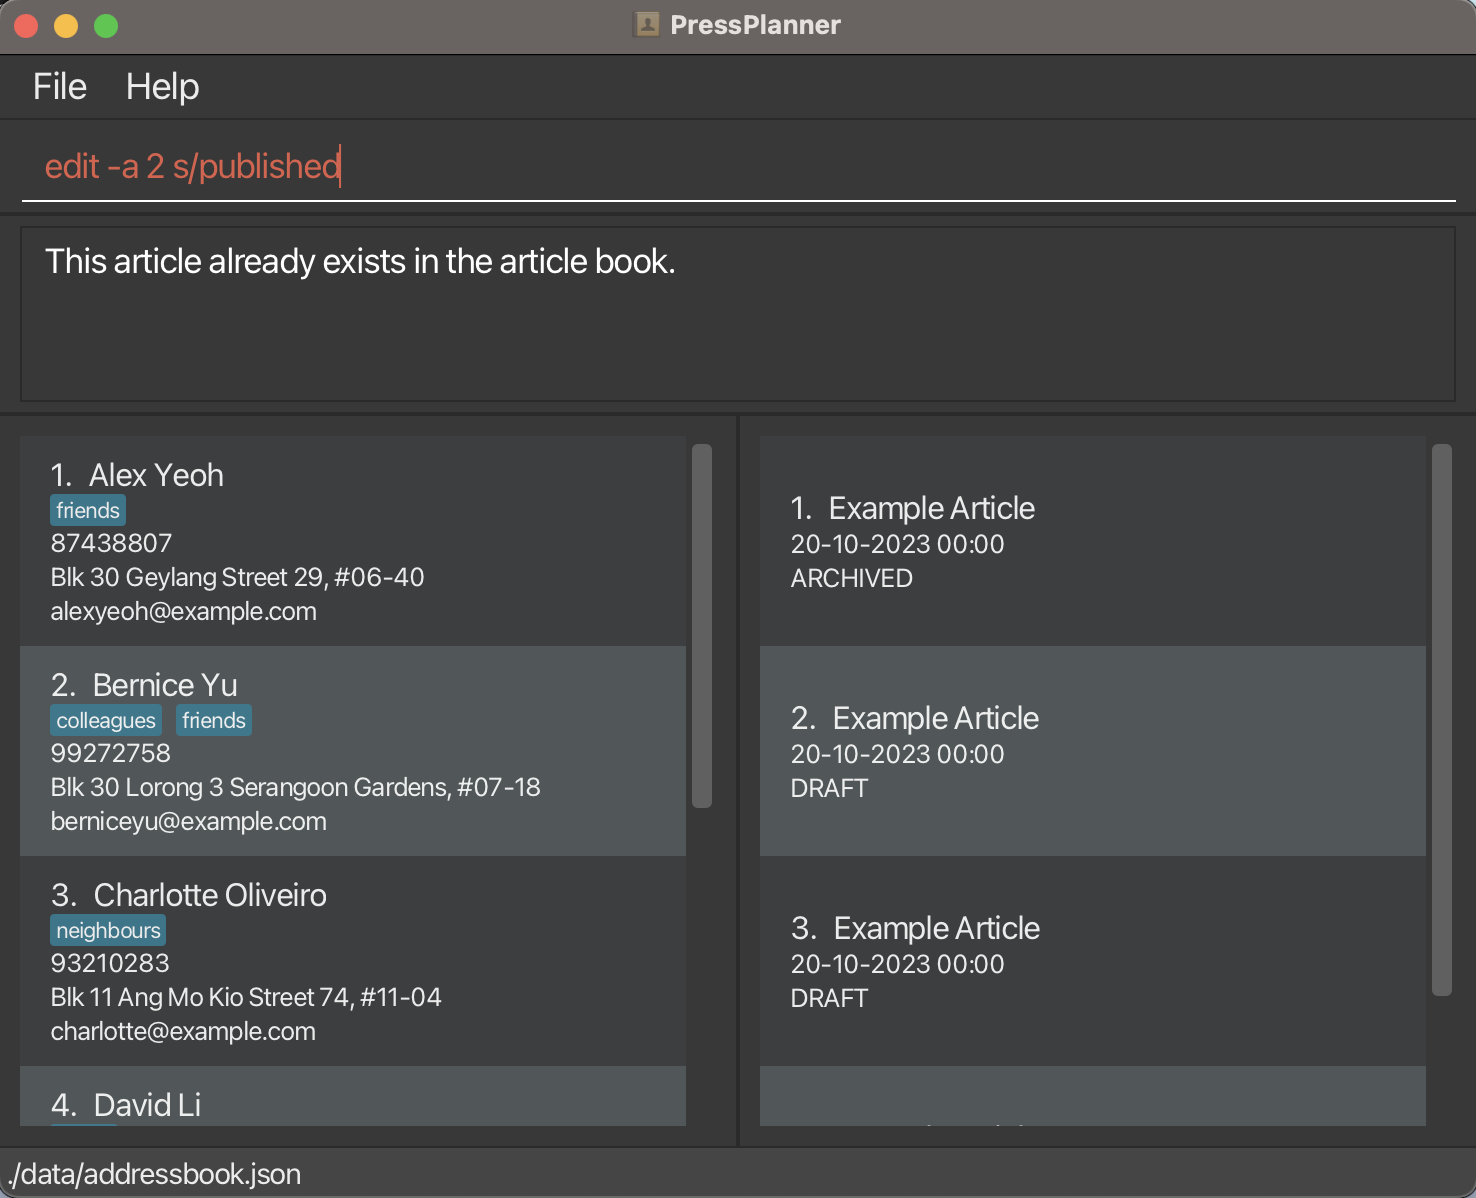 PressPlanner
File Help
edit -a 2 s/published
This article already exists in the article book.
1. Alex Yeoh
friends
87438807
Blk 30 Geylang Street 29, #06-40
alexyeoh@example.com
2. Bernice Yu
colleagues friends
99272758
Blk 30 Lorong 3 Serangoon Gardens, #07-18
berniceyu@example.com
3. Charlotte Oliveiro
neighbours
93210283
Blk 11 Ang Mo Kio Street 74, #11-04
charlotte@example.com
4. David Li
1. Example Article
20-10-2023 00:00
ARCHIVED
2. Example Article
20-10-2023 00:00
DRAFT
3. Example Article
20-10-2023 00:00
DRAFT
./data/addressbook.json